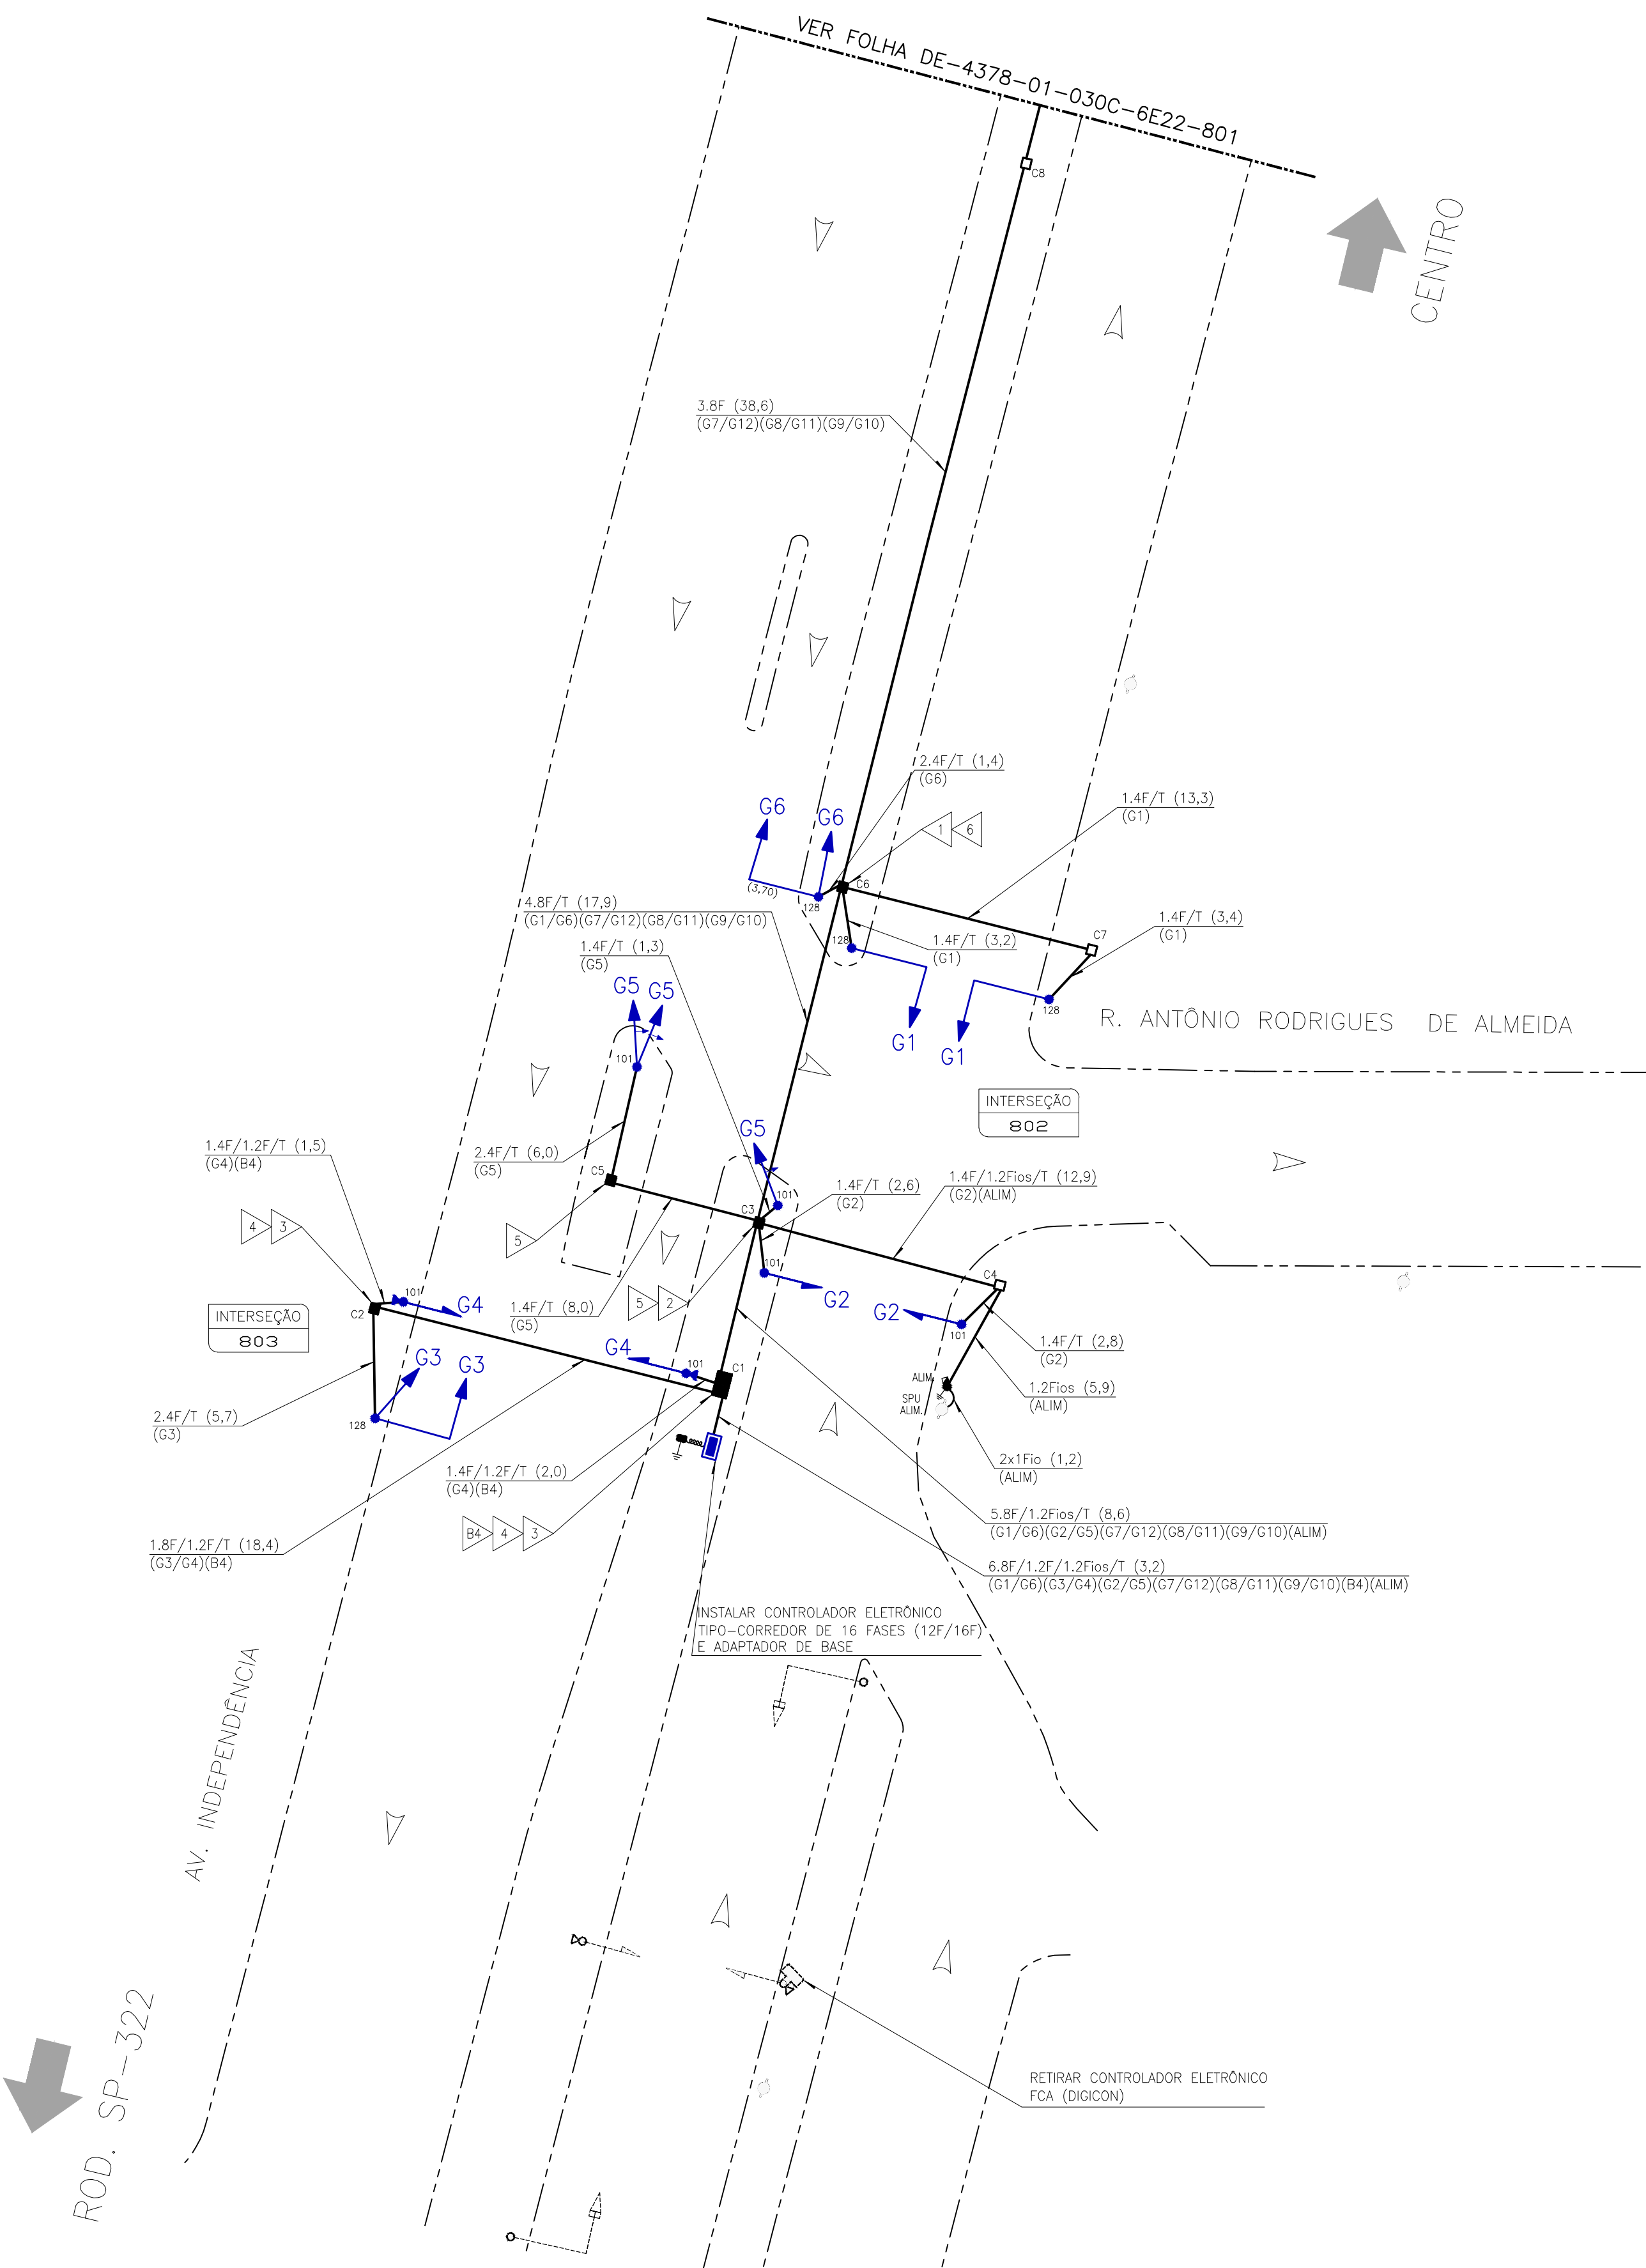 VER FOLHA DE-4378-01-030C-6E22-801
C8
CENTRO
3.8F (38,6)
(G7/G12)(G8/G11)(G9/G10)
2.4F/T (1,4)
(G6)
1.4F/T (13,3)
(G1)
G6
G6
1
6
(3,70)
128
C6
4.8F/T (17,9)
(G1/G6)(G7/G12)(G8/G11)(G9/G10)
1.4F/T (3,4)
(G1)
C7
128
1.4F/T (3,2)
(G1)
1.4F/T (1,3)
(G5)
G5
G5
G1
G1
128
R. ANTÔNIO RODRIGUES DE ALMEIDA
101
INTERSEÇÃO
802
G5
1.4F/1.2F/T (1,5)
(G4)(B4)
2.4F/T (6,0)
(G5)
C5
1.4F/T (2,6)
(G2)
1.4F/1.2Fios/T (12,9)
(G2)(ALIM)
101
C3
4
3
5
101
C4
5
2
G2
G2
101
101
G4
C2
INTERSEÇÃO
803
1.4F/T (8,0)
(G5)
G4
101
C1
1.4F/T (2,8)
(G2)
G3
G3
ALIM.
SPU
ALIM.
1.2Fios (5,9)
(ALIM)
2.4F/T (5,7)
(G3)
128
2x1Fio (1,2)
(ALIM)
1.4F/1.2F/T (2,0)
(G4)(B4)
B4
4
3
5.8F/1.2Fios/T (8,6)
(G1/G6)(G2/G5)(G7/G12)(G8/G11)(G9/G10)(ALIM)
1.8F/1.2F/T (18,4)
(G3/G4)(B4)
6.8F/1.2F/1.2Fios/T (3,2)
(G1/G6)(G3/G4)(G2/G5)(G7/G12)(G8/G11)(G9/G10)(B4)(ALIM)
INSTALAR CONTROLADOR ELETRÔNICO
TIPO-CORREDOR DE 16 FASES (12F/16F)
E ADAPTADOR DE BASE
AV. INDEPENDÊNCIA
ROD. SP-322
RETIRAR CONTROLADOR ELETRÔNICO
FCA (DIGICON)